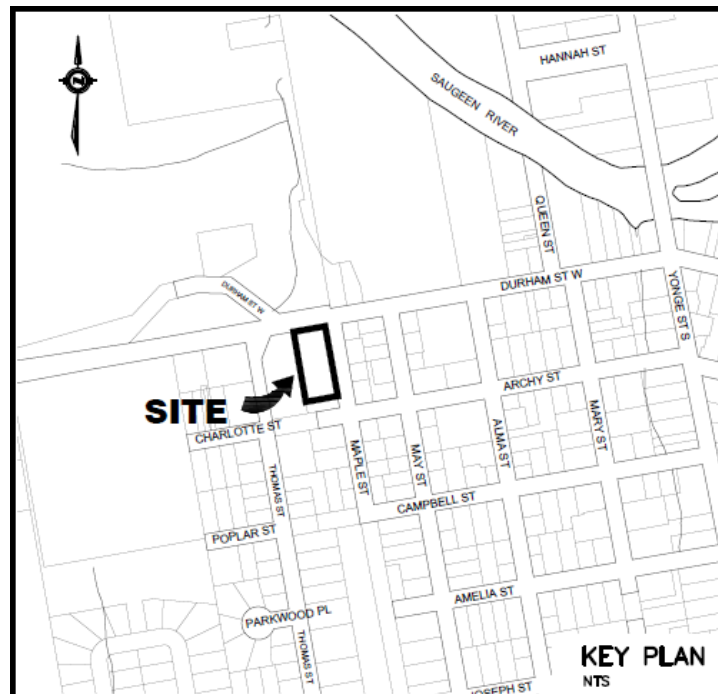 HANNAH ST
SAUGEEN RIVER
QUEEN ST
DURHAM ST W
DURHAM ST W
YONGE ST S
ARCHY ST
SITE
CHARLOTTE ST
MAPLE ST
MAY ST
ALMA ST
MARY ST
THOMAS ST
CAMPBELL ST
POPLAR ST
AMELIA ST
PARKWOOD PL
THOMAS ST
KEY PLAN
NTS
JOSEPH ST